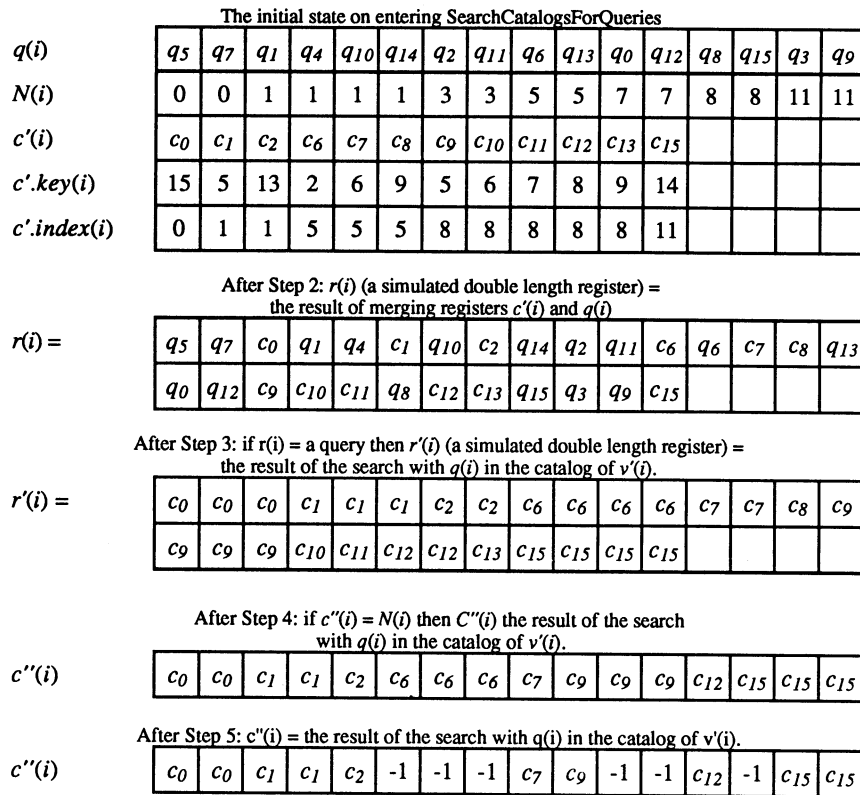 The initial state on entering SearchCatalogsForQueries
q(i) q5 q7 q1 q4 q10 q14 q2 q11 q6 q13 q0 q12 q8 q15 q3 q9
N(i) 0 0 1 1 1 1 3 3 5 5 7 7 8 8 11 11
c'(i) c0 c1 c2 c6 c7 c8 c9 c10 c11 c12 c13 c15
c'.key(i) 15 5 13 2 6 9 5 6 7 8 9 14
c'.index(i) 0 1 1 5 5 5 8 8 8 8 8 11
After Step 2: r(i) (a simulated double length register) =
the result of merging registers c'(i) and q(i)
r(i) = q5 q7 c0 q1 q4 c1 q10 c2 q14 q2 q11 c6 q6 c7 c8 q13
q0 q12 c9 c10 c11 q8 c12 c13 q15 q3 q9 c15
After Step 3: if r(i) = a query then r'(i) (a simulated double length register) =
the result of the search with q(i) in the catalog of v'(i).
r'(i) = c0 c0 c0 c1 c1 c1 c2 c2 c6 c6 c6 c6 c7 c7 c8 c9
c9 c9 c9 c10 c11 c12 c12 c13 c15 c15 c15 c15
After Step 4: if c''(i) = N(i) then C''(i) the result of the search
with q(i) in the catalog of v'(i).
c''(i) c0 c0 c1 c1 c2 c6 c6 c6 c7 c9 c9 c9 c12 c15 c15 c15
After Step 5: c''(i) = the result of the search with q(i) in the catalog of v'(i).
c''(i) c0 c0 c1 c1 c2 -1 -1 -1 c7 c9 -1 -1 c12 -1 c15 c15